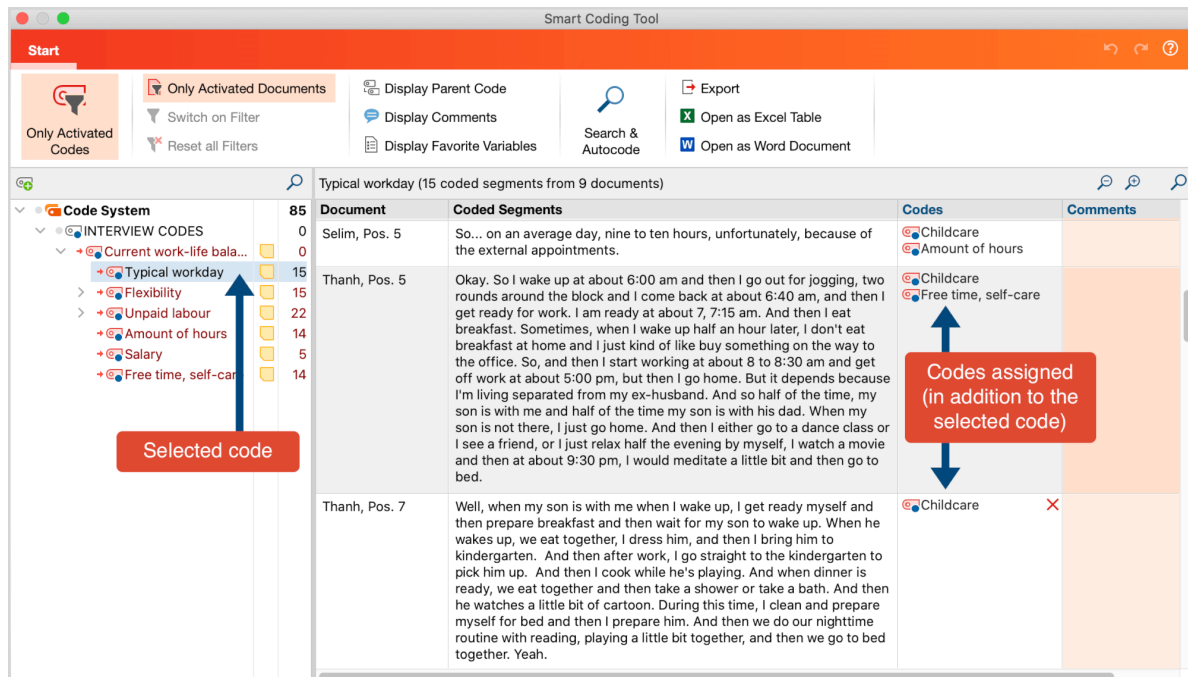 Smart Coding Tool
Start
Only Activated
Codes
Only Activated Documents
Switch on Filter
Reset all Filters
Display Parent Code
Display Comments
Display Favorite Variables
Search &
Autocode
Export
Open as Excel Table
Open as Word Document
Typical workday (15 coded segments from 9 documents)
Code System 85
INTERVIEW CODES 0
Current work-life bala... 0
Typical workday 15
Flexibility 15
Unpaid labour 22
Amount of hours 14
Salary 5
Free time, self-car 14
Selected code
Document Coded Segments Codes Comments
Selim, Pos. 5
So... on an average day, nine to ten hours, unfortunately, because of
the external appointments.
Childcare
Amount of hours
Thanh, Pos. 5
Okay. So I wake up at about 6:00 am and then I go out for jogging, two
rounds around the block and I come back at about 6:40 am, and then I
get ready for work. I am ready at about 7, 7:15 am. And then I eat
breakfast. Sometimes, when I wake up half an hour later, I don't eat
breakfast at home and I just kind of like buy something on the way to
the office. So, and then I start working at about 8 to 8:30 am and get
off work at about 5:00 pm, but then I go home. But it depends because
I'm living separated from my ex-husband. And so half of the time, my
son is with me and half of the time my son is with his dad. When my
son is not there, I just go home. And then I either go to a dance class or
I see a friend, or I just relax half the evening by myself, I watch a movie
and then at about 9:30 pm, I would meditate a little bit and then go to
bed.
Childcare
Free time, self-care
Codes assigned
(in addition to the
selected code)
Thanh, Pos. 7
Well, when my son is with me when I wake up, I get ready myself and
then prepare breakfast and then wait for my son to wake up. When he
wakes up, we eat together, I dress him, and then I bring him to
kindergarten. And then after work, I go straight to the kindergarten to
pick him up. And then I cook while he's playing. And when dinner is
ready, we eat together and then take a shower or take a bath. And then
he watches a little bit of cartoon. During this time, I clean and prepare
myself for bed and then I prepare him. And then we do our nighttime
routine with reading, playing a little bit together, and then we go to bed
together. Yeah.
Childcare